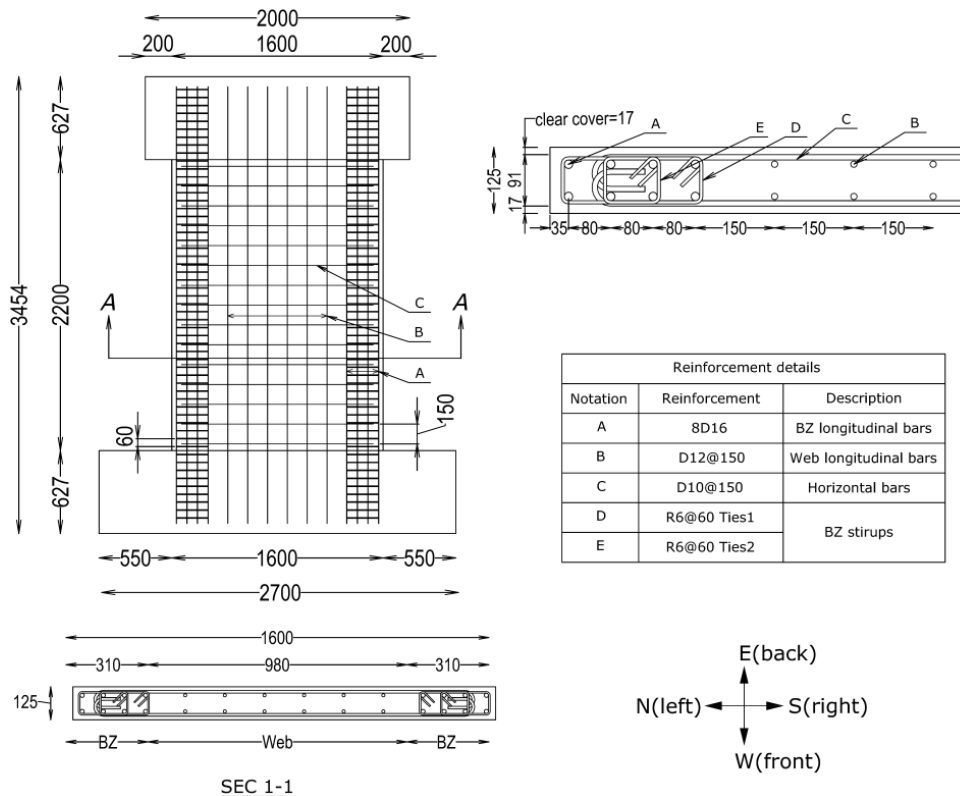 2000
200 1600 200
627
2200
3454
627
A A
C
B
A
60
150
550 1600 550
2700
clear cover=17
A E D C B
125
91
17
35 80 80 80 150 150 150
Reinforcement details
Notation Reinforcement Description
A 8D16 BZ longitudinal bars
B D12@150 Web longitudinal bars
C D10@150 Horizontal bars
D R6@60 Ties1 BZ stirups
E R6@60 Ties2
1600
310 980 310
125
BZ Web BZ
SEC 1-1
E(back)
N(left) S(right)
W(front)